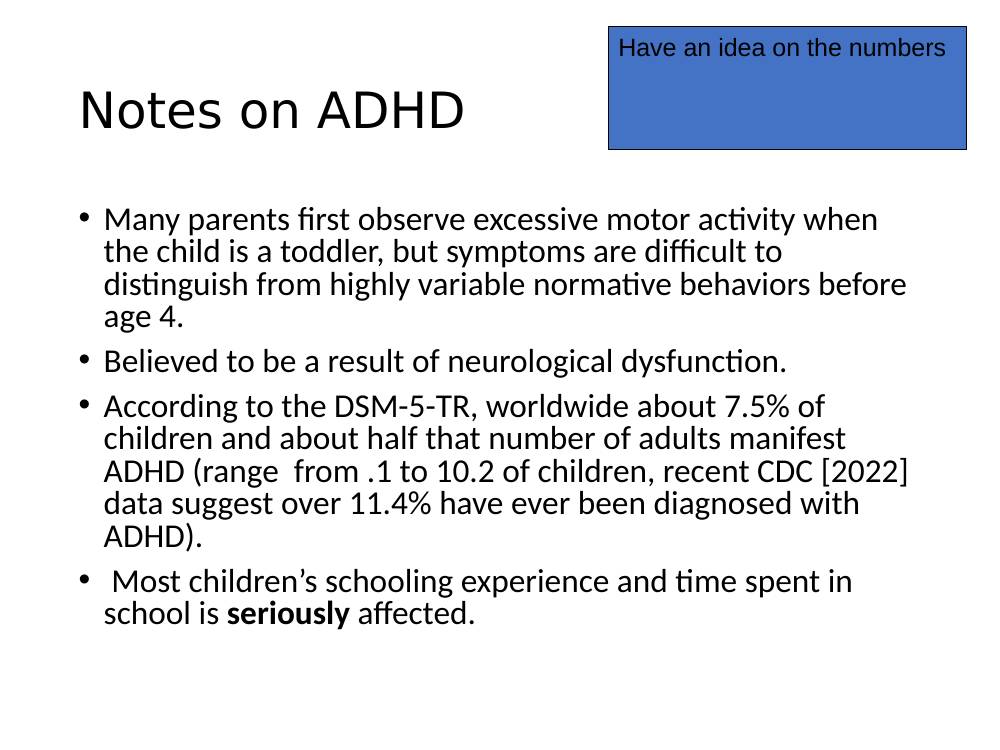 Have an idea on the numbers
Notes on ADHD
• Many parents first observe excessive motor activity when
the child is a toddler, but symptoms are difficult to
distinguish from highly variable normative behaviors before
age 4.
• Believed to be a result of neurological dysfunction.
• According to the DSM-5-TR, worldwide about 7.5% of
children and about half that number of adults manifest
ADHD (range  from .1 to 10.2 of children, recent CDC [2022]
data suggest over 11.4% have ever been diagnosed with
ADHD).
•  Most children’s schooling experience and time spent in
school is seriously affected.